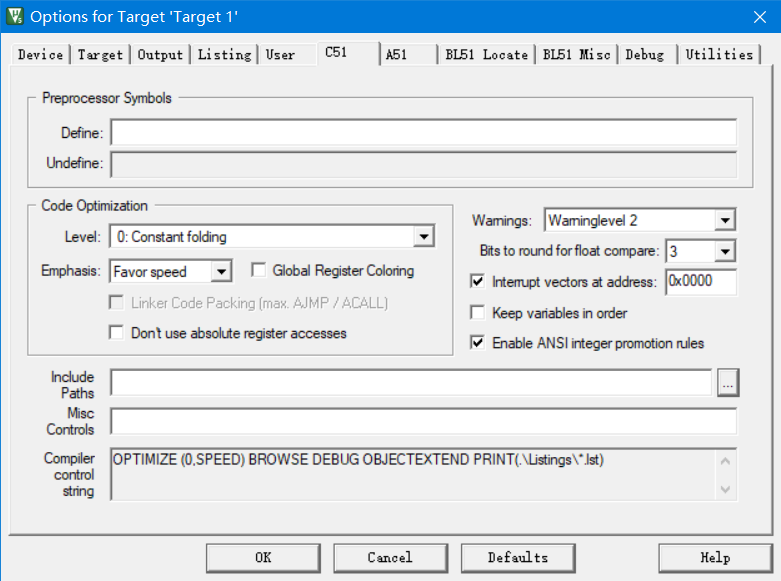 Options for Target 'Target 1'
Device Target Output Listing User C51 A51 BL51 Locate BL51 Misc Debug Utilities
Preprocessor Symbols
Define:
Undefine:
Code Optimization
Level: 0: Constant folding
Emphasis: Favor speed Global Register Coloring
Linker Code Packing (max. AJMP / ACALL)
Don't use absolute register accesses
Warnings: Warninglevel 2
Bits to round for float compare: 3
Interrupt vectors at address: 0x0000
Keep variables in order
Enable ANSI integer promotion rules
Include
Paths
...
Misc
Controls
Compiler
control
string
OPTIMIZE (0,SPEED) BROWSE DEBUG OBJECTEXTEND PRINT(.\Listings\*.lst)
OK Cancel Defaults Help